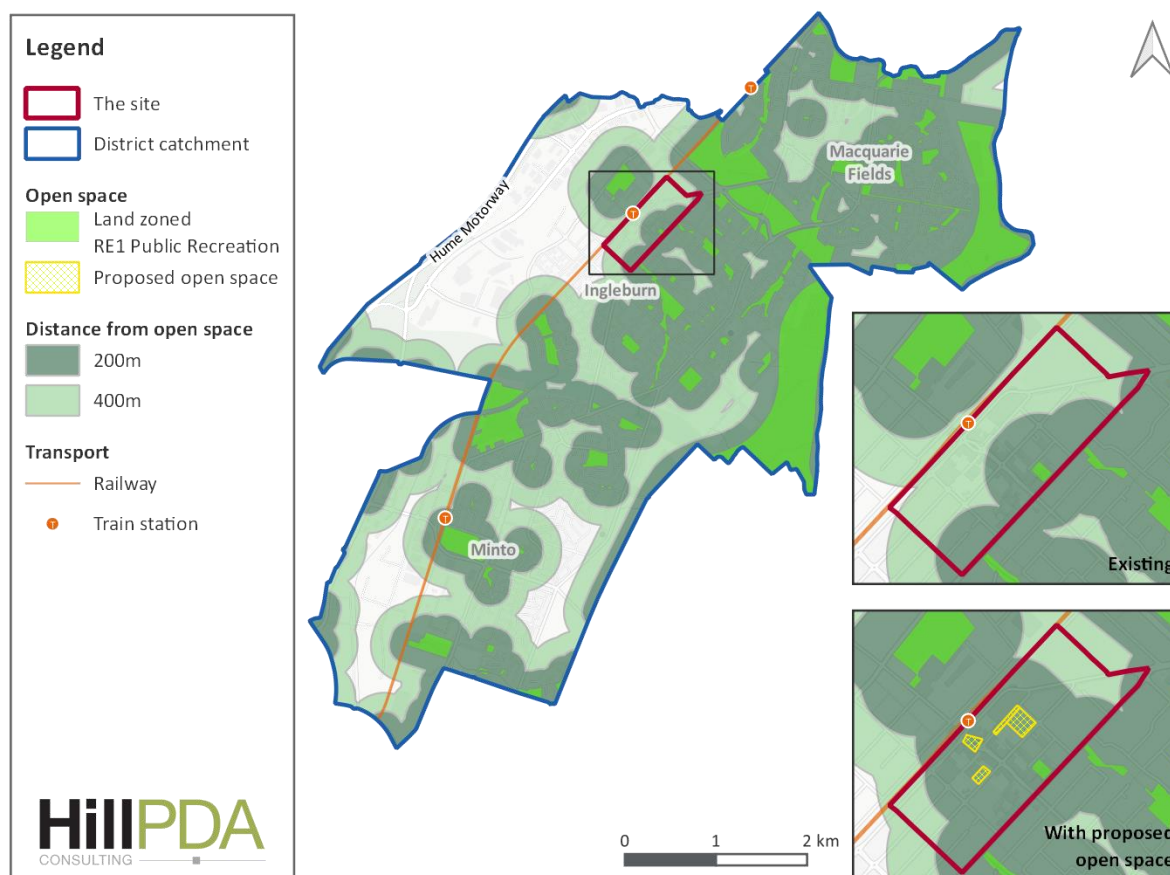 Legend
The site
District catchment
Open space
Land zoned
RE1 Public Recreation
Proposed open space
Distance from open space
200m
400m
Transport
Railway
T
Train station
HillPDA
CONSULTING
Hume Motorway
T
Macquarie
Fields
T
Ingleburn
T
Minto
0 1 2 km
T
Existing
T
With proposed
open space